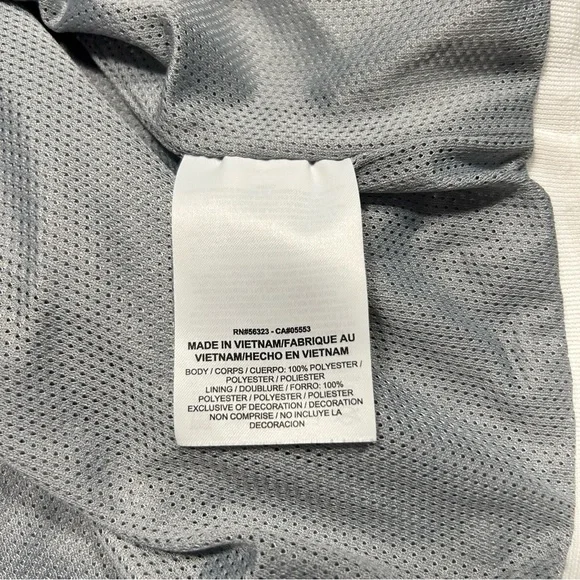 RN#56323 - CA#05553
MADE IN VIETNAM/FABRIQUE AU
VIETNAM/HECHO EN VIETNAM
BODY / CORPS / CUERPO: 100% POLYESTER /
POLYESTER / POLIESTER
LINING / DOUBLURE / FORRO: 100%
POLYESTER / POLYESTER / POLIESTER
EXCLUSIVE OF DECORATION / DECORATION
NON COMPRISE / NO INCLUYE LA
DECORACION